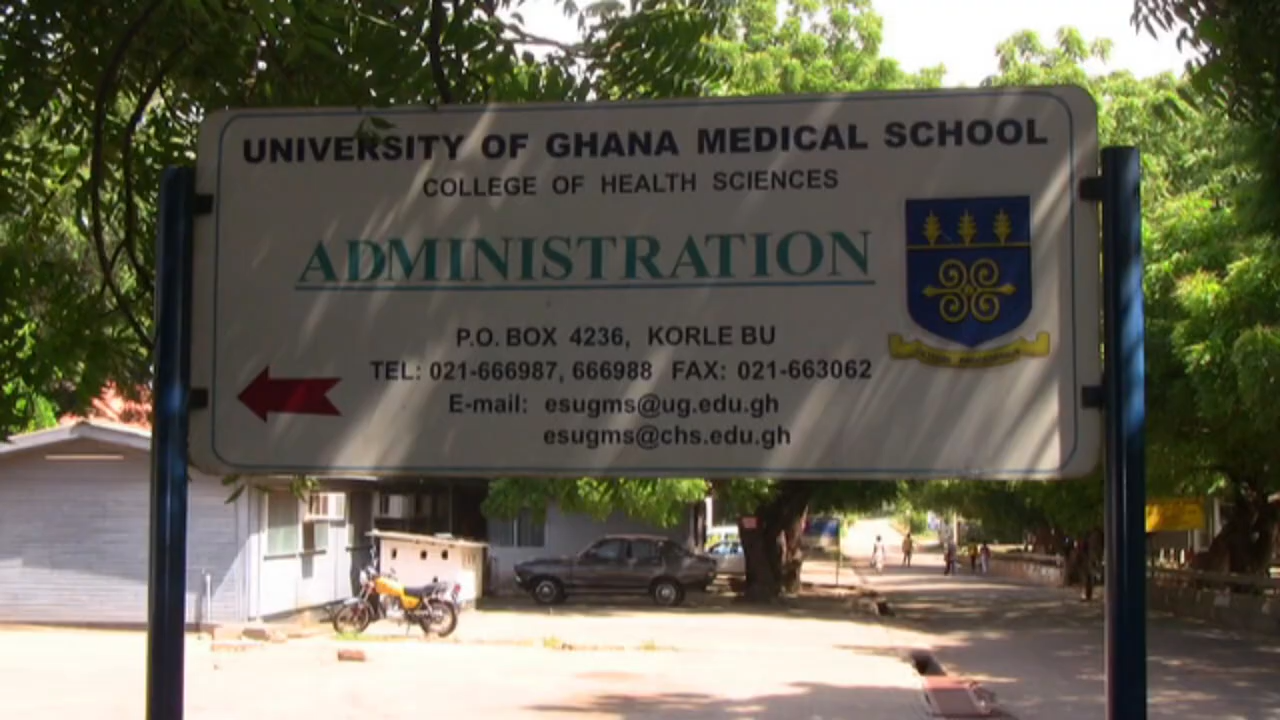 UNIVERSITY OF GHANA MEDICAL SCHOOL
COLLEGE OF HEALTH SCIENCES
ADMINISTRATION
P.O. BOX 4236, KORLE BU
TEL: 021-666987, 666988 FAX: 021-663062
E-mail: esugms@ug.edu.gh
esugms@chs.edu.gh